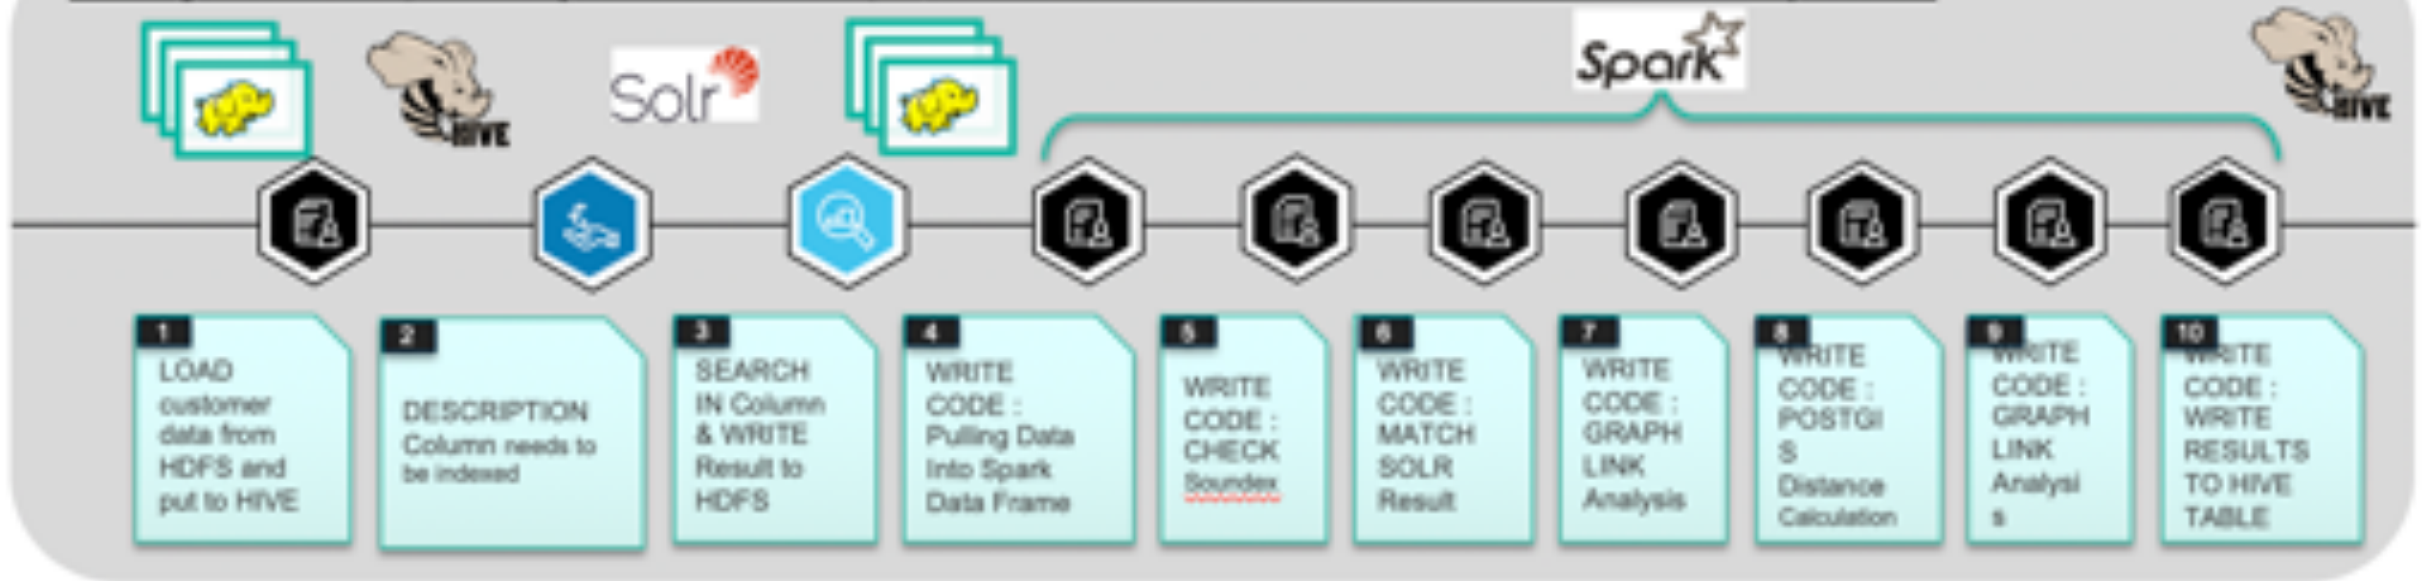 HIVE
Solr
Spark
HIVE
1
LOAD
customer
data from
HDFS and
put to HIVE
2
DESCRIPTION
Column needs to
be indexed
3
SEARCH
IN Column
& WRITE
Result to
HDFS
4
WRITE
CODE :
Pulling Data
Into Spark
Data Frame
5
WRITE
CODE :
CHECK
Soundex
6
WRITE
CODE :
MATCH
SOLR
Result
7
WRITE
CODE :
GRAPH
LINK
Analysis
8
WRITE
CODE :
POSTGI
S
Distance
Calculation
9
WRITE
CODE :
GRAPH
LINK
Analysi
s
10
WRITE
CODE :
WRITE
RESULTS
TO HIVE
TABLE